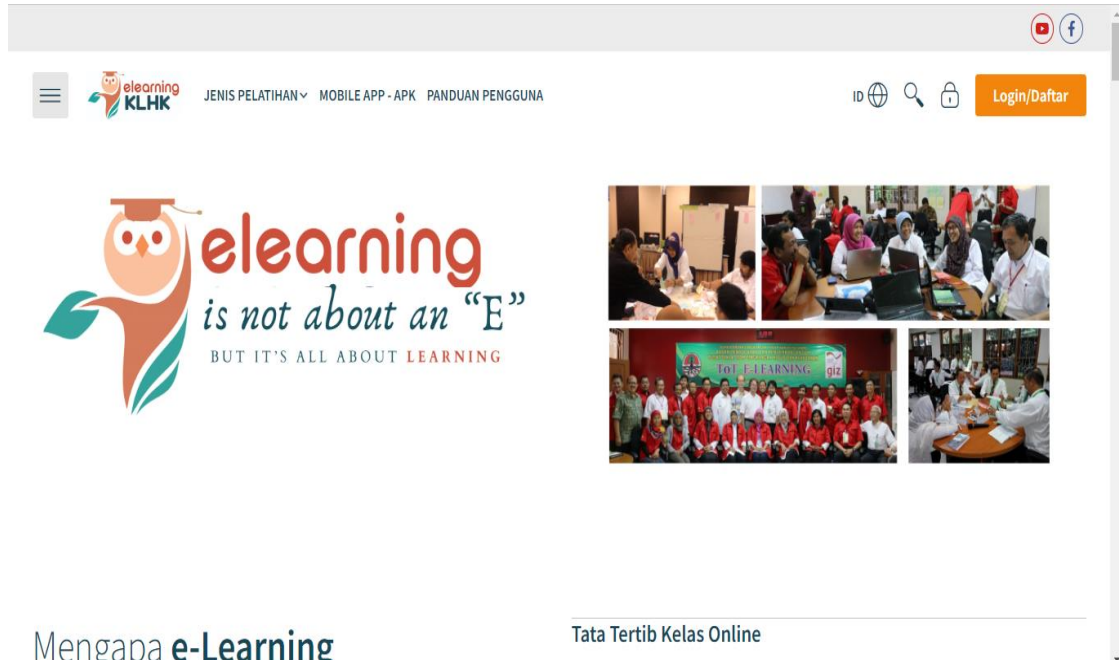 elearning
KLHK
JENIS PELATIHAN
MOBILE APP - APK
PANDUAN PENGGUNA
ID
Login/Daftar
elearning
is not about an “E”
BUT IT'S ALL ABOUT LEARNING
ToT E-LEARNING
giz
Mengapa e-Learning
Tata Tertib Kelas Online